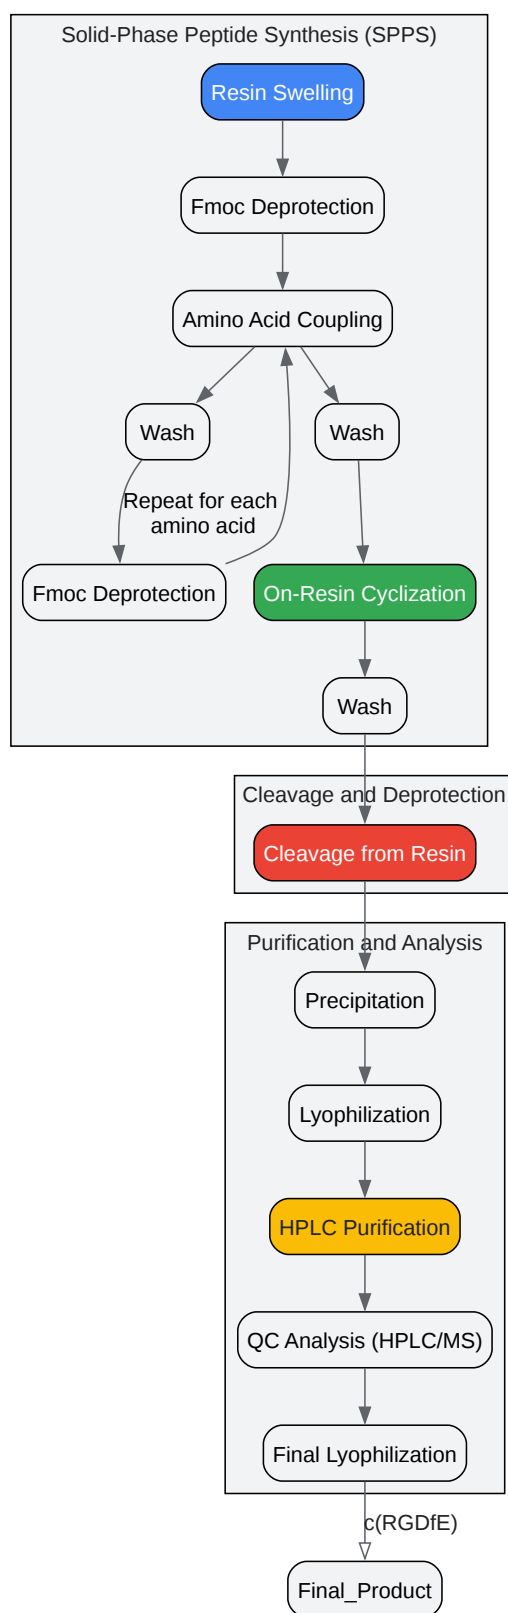 Solid-Phase Peptide Synthesis (SPPS)
Resin Swelling
Fmoc Deprotection
Amino Acid Coupling
Wash
Wash
Repeat for each
amino acid
Fmoc Deprotection
On-Resin Cyclization
Wash
Cleavage and Deprotection
Cleavage from Resin
Purification and Analysis
Precipitation
Lyophilization
HPLC Purification
QC Analysis (HPLC/MS)
Final Lyophilization
c(RGDfE)
Final_Product